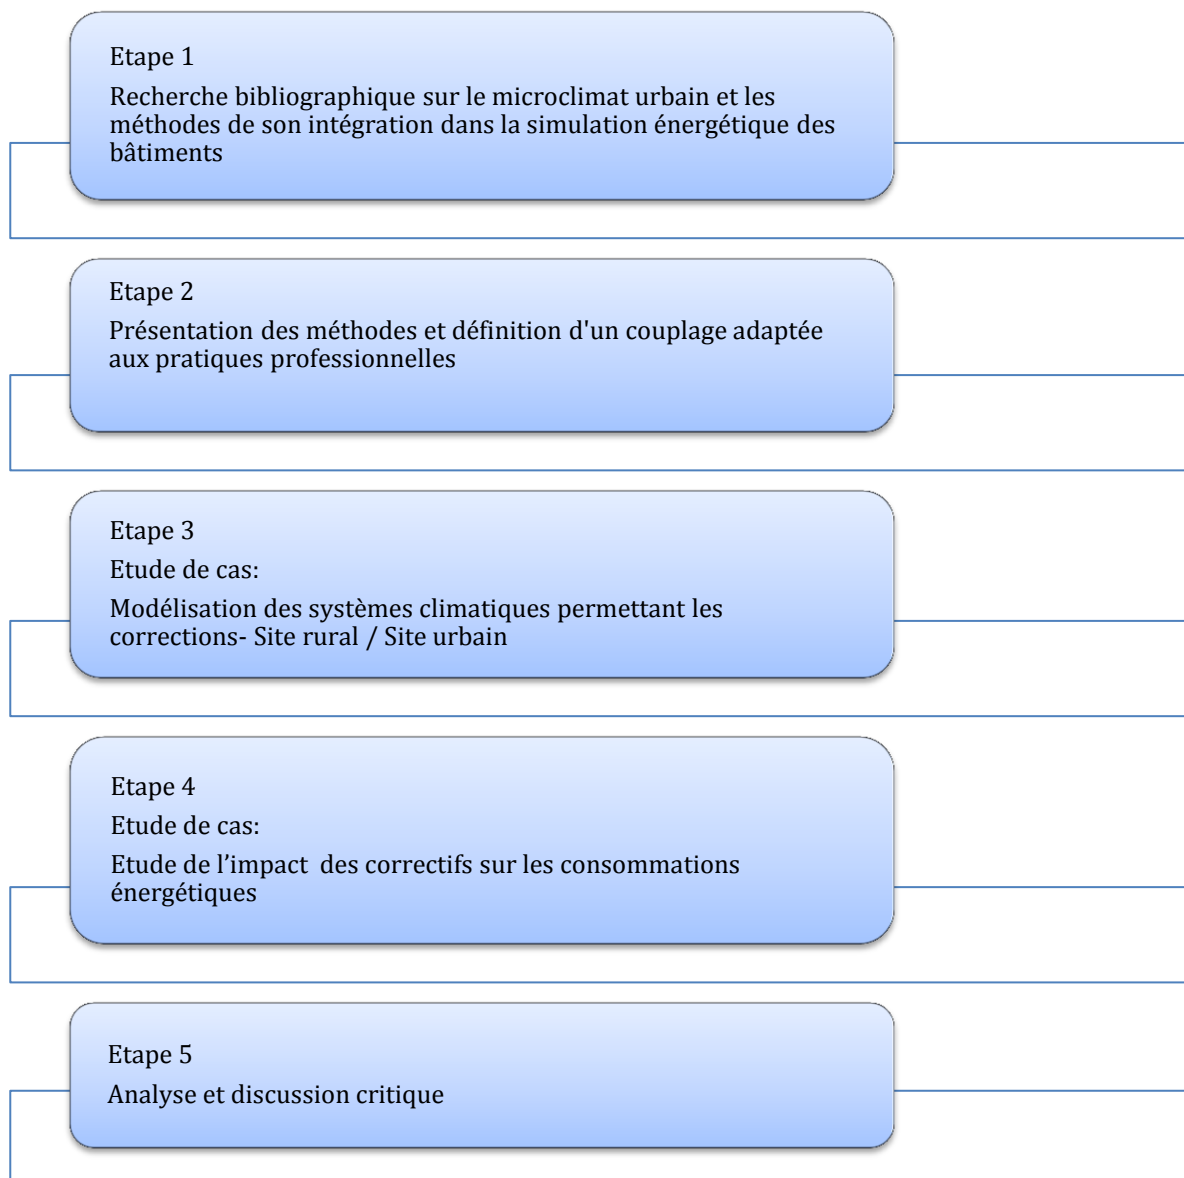 Etape 1
Recherche bibliographique sur le microclimat urbain et les
méthodes de son intégration dans la simulation énergétique des
bâtiments
Etape 2
Présentation des méthodes et définition d'un couplage adaptée
aux pratiques professionnelles
Etape 3
Etude de cas:
Modélisation des systèmes climatiques permettant les
corrections- Site rural / Site urbain
Etape 4
Etude de cas:
Etude de l’impact  des correctifs sur les consommations
énergétiques
Etape 5
Analyse et discussion critique